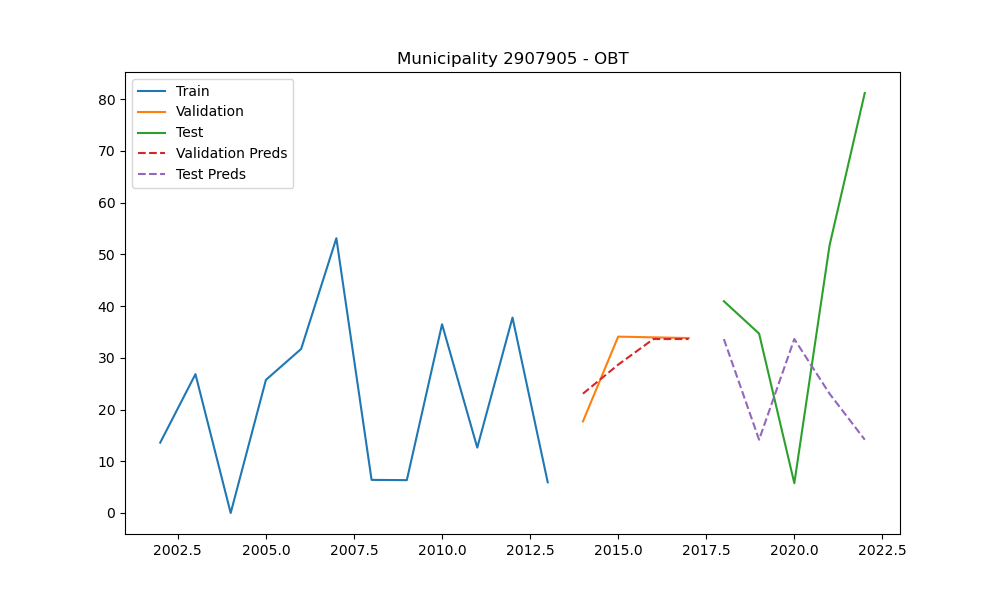 Municipality 2907905 - OBT
Train
Validation
Test
Validation Preds
Test Preds
80
70
60
50
40
30
20
10
0
2002.5 2005.0 2007.5 2010.0 2012.5 2015.0 2017.5 2020.0 2022.5